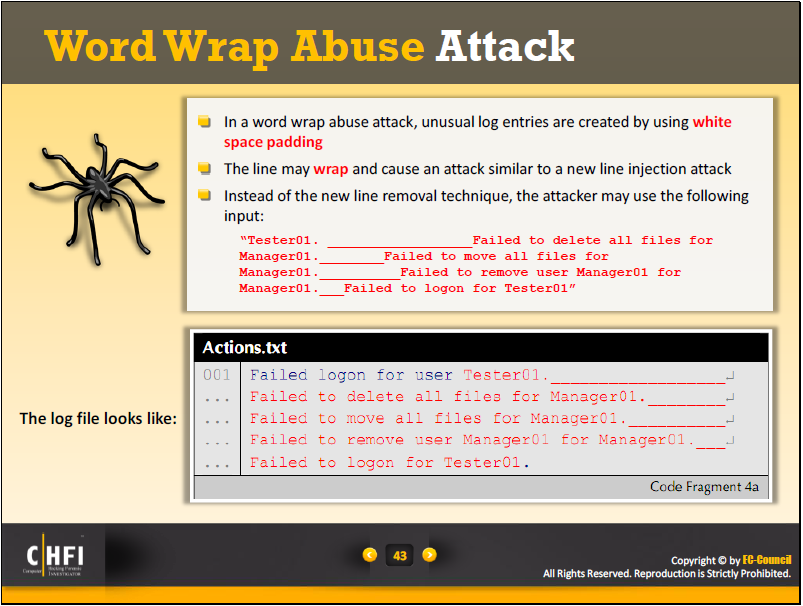 Word Wrap Abuse Attack
In a word wrap abuse attack, unusual log entries are created by using white
space padding
The line may wrap and cause an attack similar to a new line injection attack
Instead of the new line removal technique, the attacker may use the following
input:
“Tester01. __________________Failed to delete all files for
Manager01.________Failed to move all files for
Manager01.__________Failed to remove user Manager01 for
Manager01.___Failed to logon for Tester01”
The log file looks like:
Actions.txt
001 Failed logon for user Tester01.__________________↵
... Failed to delete all files for Manager01.________↵
... Failed to move all files for Manager01.__________↵
... Failed to remove user Manager01 for Manager01.___↵
... Failed to logon for Tester01.
Code Fragment 4a
CHFI
Computer Hacking Forensic
INVESTIGATOR
43
Copyright © by EC-Council
All Rights Reserved. Reproduction is Strictly Prohibited.